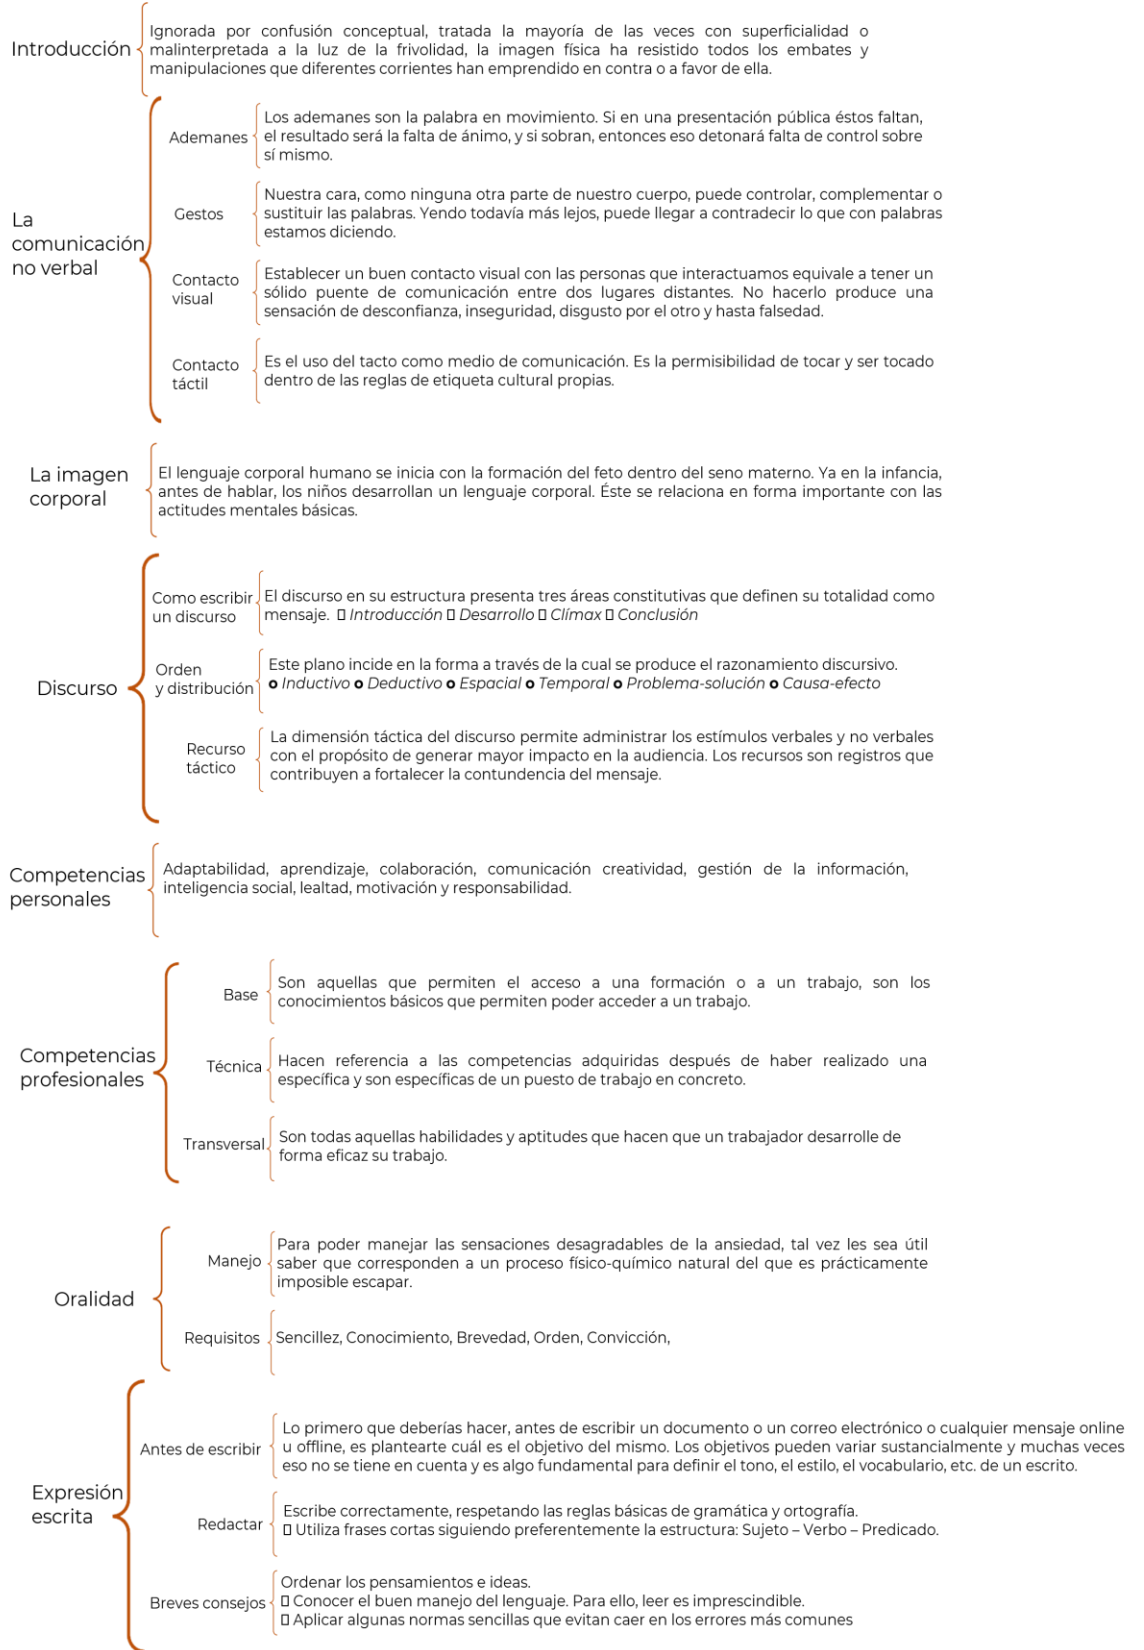 Introducción
Ignorada por confusión conceptual, tratada la mayoría de las veces con superficialidad o
malinterpretada a la luz de la frivolidad, la imagen física ha resistido todos los embates y
manipulaciones que diferentes corrientes han emprendido en contra o a favor de ella.
La
comunicación
no verbal
Ademanes
Los ademanes son la palabra en movimiento. Si en una presentación pública éstos faltan,
el resultado será la falta de ánimo, y si sobran, entonces eso detonará falta de control sobre
sí mismo.
Gestos
Nuestra cara, como ninguna otra parte de nuestro cuerpo, puede controlar, complementar o
sustituir las palabras. Yendo todavía más lejos, puede llegar a contradecir lo que con palabras
estamos diciendo.
Contacto
visual
Establecer un buen contacto visual con las personas que interactuamos equivale a tener un
sólido puente de comunicación entre dos lugares distantes. No hacerlo produce una
sensación de desconfianza, inseguridad, disgusto por el otro y hasta falsedad.
Contacto
táctil
Es el uso del tacto como medio de comunicación. Es la permisibilidad de tocar y ser tocado
dentro de las reglas de etiqueta cultural propias.
La imagen
corporal
El lenguaje corporal humano se inicia con la formación del feto dentro del seno materno. Ya en la infancia,
antes de hablar, los niños desarrollan un lenguaje corporal. Éste se relaciona en forma importante con las
actitudes mentales básicas.
Discurso
Como escribir
un discurso
El discurso en su estructura presenta tres áreas constitutivas que definen su totalidad como
mensaje. ▯ Introducción ▯ Desarrollo ▯ Clímax ▯ Conclusión
Orden
y distribución
Este plano incide en la forma a través de la cual se produce el razonamiento discursivo.
o Inductivo o Deductivo o Espacial o Temporal o Problema-solución o Causa-efecto
Recurso
táctico
La dimensión táctica del discurso permite administrar los estímulos verbales y no verbales
con el propósito de generar mayor impacto en la audiencia. Los recursos son registros que
contribuyen a fortalecer la contundencia del mensaje.
Competencias
personales
Adaptabilidad, aprendizaje, colaboración, comunicación creatividad, gestión de la información,
inteligencia social, lealtad, motivación y responsabilidad.
Competencias
profesionales
Base
Son aquellas que permiten el acceso a una formación o a un trabajo, son los
conocimientos básicos que permiten poder acceder a un trabajo.
Técnica
Hacen referencia a las competencias adquiridas después de haber realizado una
específica y son específicas de un puesto de trabajo en concreto.
Transversal
Son todas aquellas habilidades y aptitudes que hacen que un trabajador desarrolle de
forma eficaz su trabajo.
Oralidad
Manejo
Para poder manejar las sensaciones desagradables de la ansiedad, tal vez les sea útil
saber que corresponden a un proceso físico-químico natural del que es prácticamente
imposible escapar.
Requisitos
Sencillez, Conocimiento, Brevedad, Orden, Convicción,
Expresión
escrita
Antes de escribir
Lo primero que deberías hacer, antes de escribir un documento o un correo electrónico o cualquier mensaje online
u offline, es plantearte cuál es el objetivo del mismo. Los objetivos pueden variar sustancialmente y muchas veces
eso no se tiene en cuenta y es algo fundamental para definir el tono, el estilo, el vocabulario, etc. de un escrito.
Redactar
Escribe correctamente, respetando las reglas básicas de gramática y ortografía.
▯ Utiliza frases cortas siguiendo preferentemente la estructura: Sujeto – Verbo – Predicado.
Breves consejos
Ordenar los pensamientos e ideas.
▯ Conocer el buen manejo del lenguaje. Para ello, leer es imprescindible.
▯ Aplicar algunas normas sencillas que evitan caer en los errores más comunes